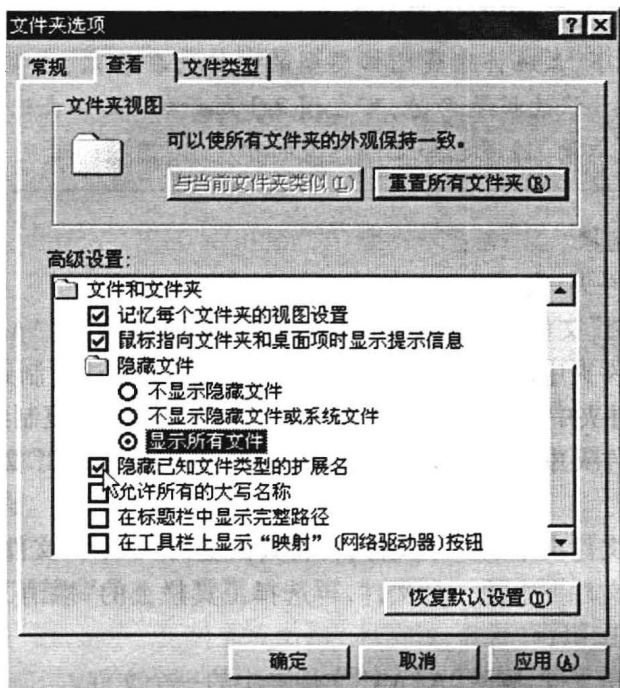 文件夹选项
常规 查看 文件类型
文件夹视图
可以使所有文件夹的外观保持一致。
与当前文件夹类似(L) 重置所有文件夹(R)
高级设置:
文件和文件夹
记忆每个文件夹的视图设置
鼠标指向文件夹和桌面项时显示提示信息
隐藏文件
不显示隐藏文件
不显示隐藏文件或系统文件
显示所有文件
隐藏已知文件类型的扩展名
允许所有的大写名称
在标题栏中显示完整路径
在工具栏上显示“映射”(网络驱动器)按钮
恢复默认设置(D)
确定 取消 应用(A)